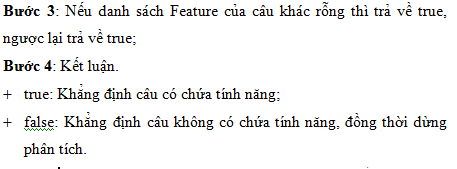 Bước 3: Nếu danh sách Feature của câu khác rỗng thì trả về true,
ngược lại trả về true;
Bước 4: Kết luận.
+ true: Khẳng định câu có chứa tính năng;
+ false: Khẳng định câu không có chứa tính năng, đồng thời dừng
phân tích.